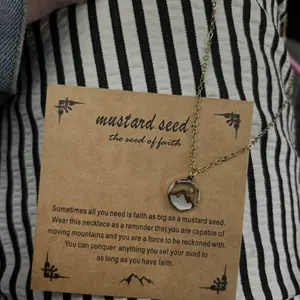 mustard seed
the seed of faith
Sometimes all you need is faith as big as a mustard seed.
Wear this necklace as a reminder that you are capable of
moving mountains and you are a force to be reckoned with.
You can conquer anything you set your mind to
as long as you have faith.